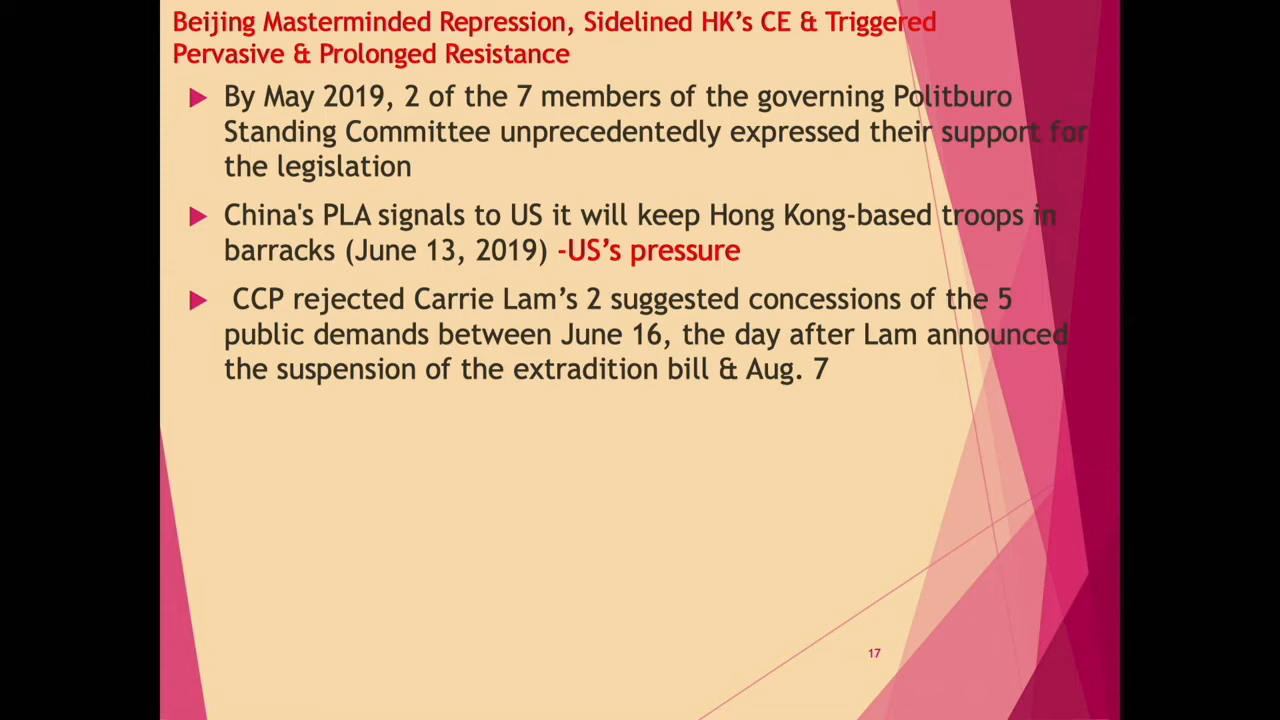 Beijing Masterminded Repression, Sidelined HK’s CE & Triggered
Pervasive & Prolonged Resistance
By May 2019, 2 of the 7 members of the governing Politburo
Standing Committee unprecedentedly expressed their support for
the legislation
China's PLA signals to US it will keep Hong Kong-based troops in
barracks (June 13, 2019) -US’s pressure
CCP rejected Carrie Lam’s 2 suggested concessions of the 5
public demands between June 16, the day after Lam announced
the suspension of the extradition bill & Aug. 7
17